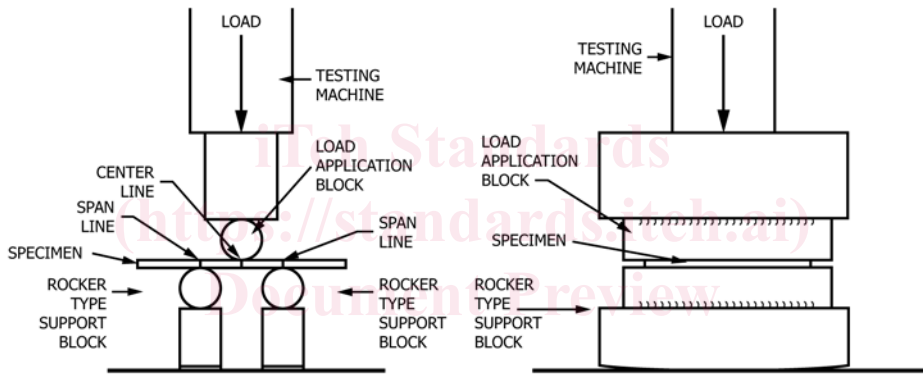 LOAD
TESTING
MACHINE
LOAD
APPLICATION
BLOCK
CENTER
LINE
SPAN
LINE
SPAN
LINE
SPECIMEN
ROCKER
TYPE
SUPPORT
BLOCK
ROCKER
TYPE
SUPPORT
BLOCK
LOAD
TESTING
MACHINE
LOAD
APPLICATION
BLOCK
SPECIMEN
ROCKER
TYPE
SUPPORT
BLOCK
iTeh Standards
(https://standards.iteh.ai)
Document Preview